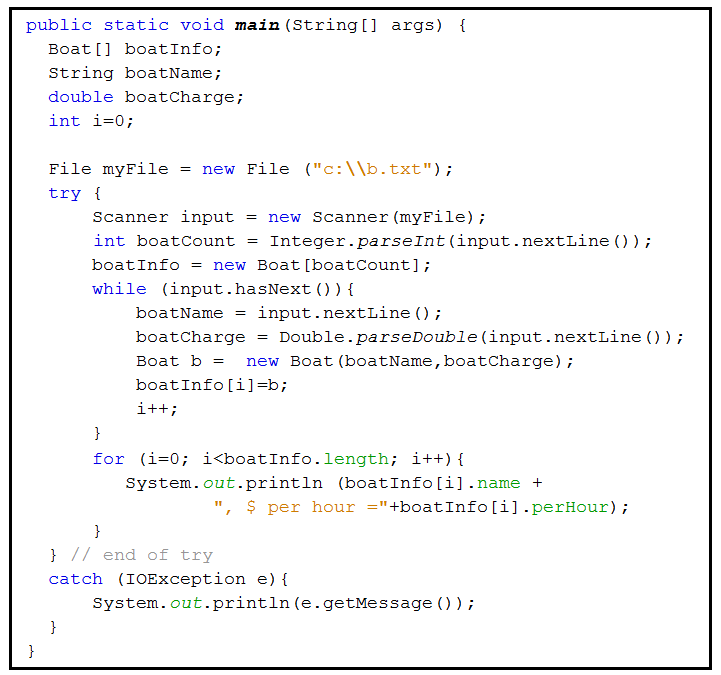 public static void main(String[] args) {
Boat[] boatInfo;
String boatName;
double boatCharge;
int i=0;
File myFile = new File ("c:\\b.txt");
try {
Scanner input = new Scanner(myFile);
int boatCount = Integer.parseInt(input.nextLine());
boatInfo = new Boat[boatCount];
while (input.hasNext()){
boatName = input.nextLine();
boatCharge = Double.parseDouble(input.nextLine());
Boat b =  new Boat(boatName,boatCharge);
boatInfo[i]=b;
i++;
}
for (i=0; i<boatInfo.length; i++){
System.out.println (boatInfo[i].name +
", $ per hour ="+boatInfo[i].perHour);
}
} // end of try
catch (IOException e){
System.out.println(e.getMessage());
}
}